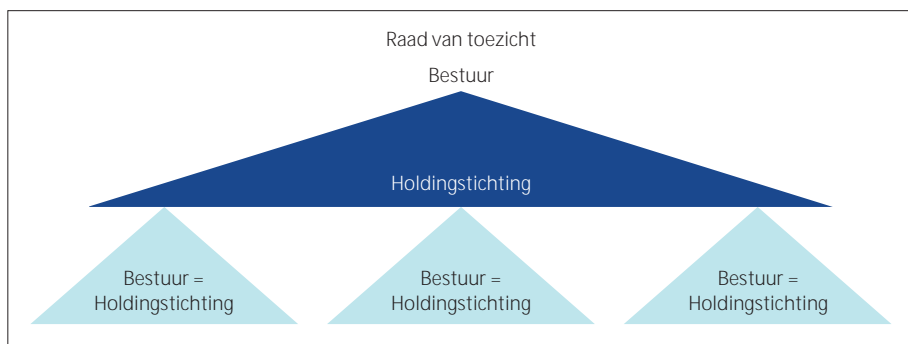 Raad van toezicht
Bestuur
Holdingstichting
Bestuur =
Holdingstichting
Bestuur =
Holdingstichting
Bestuur =
Holdingstichting